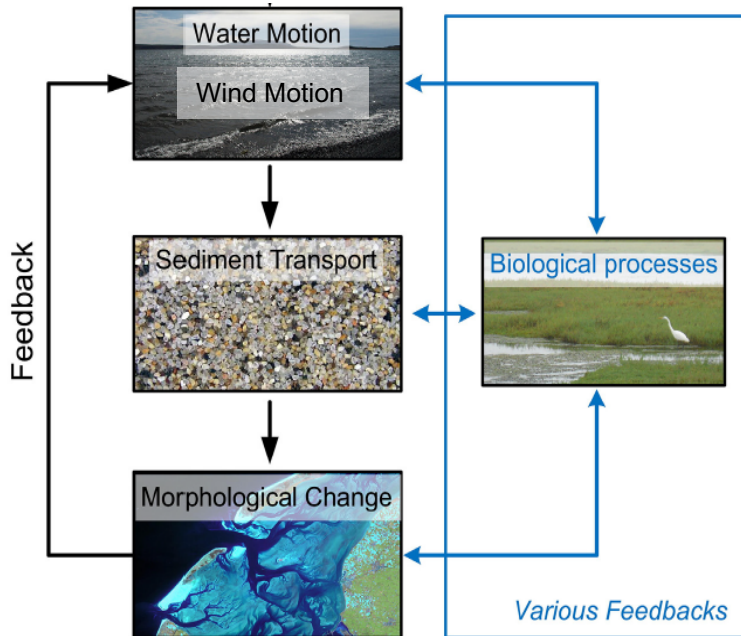 Water Motion
Wind Motion
Feedback
Sediment Transport
Biological processes
Morphological Change
Various Feedbacks